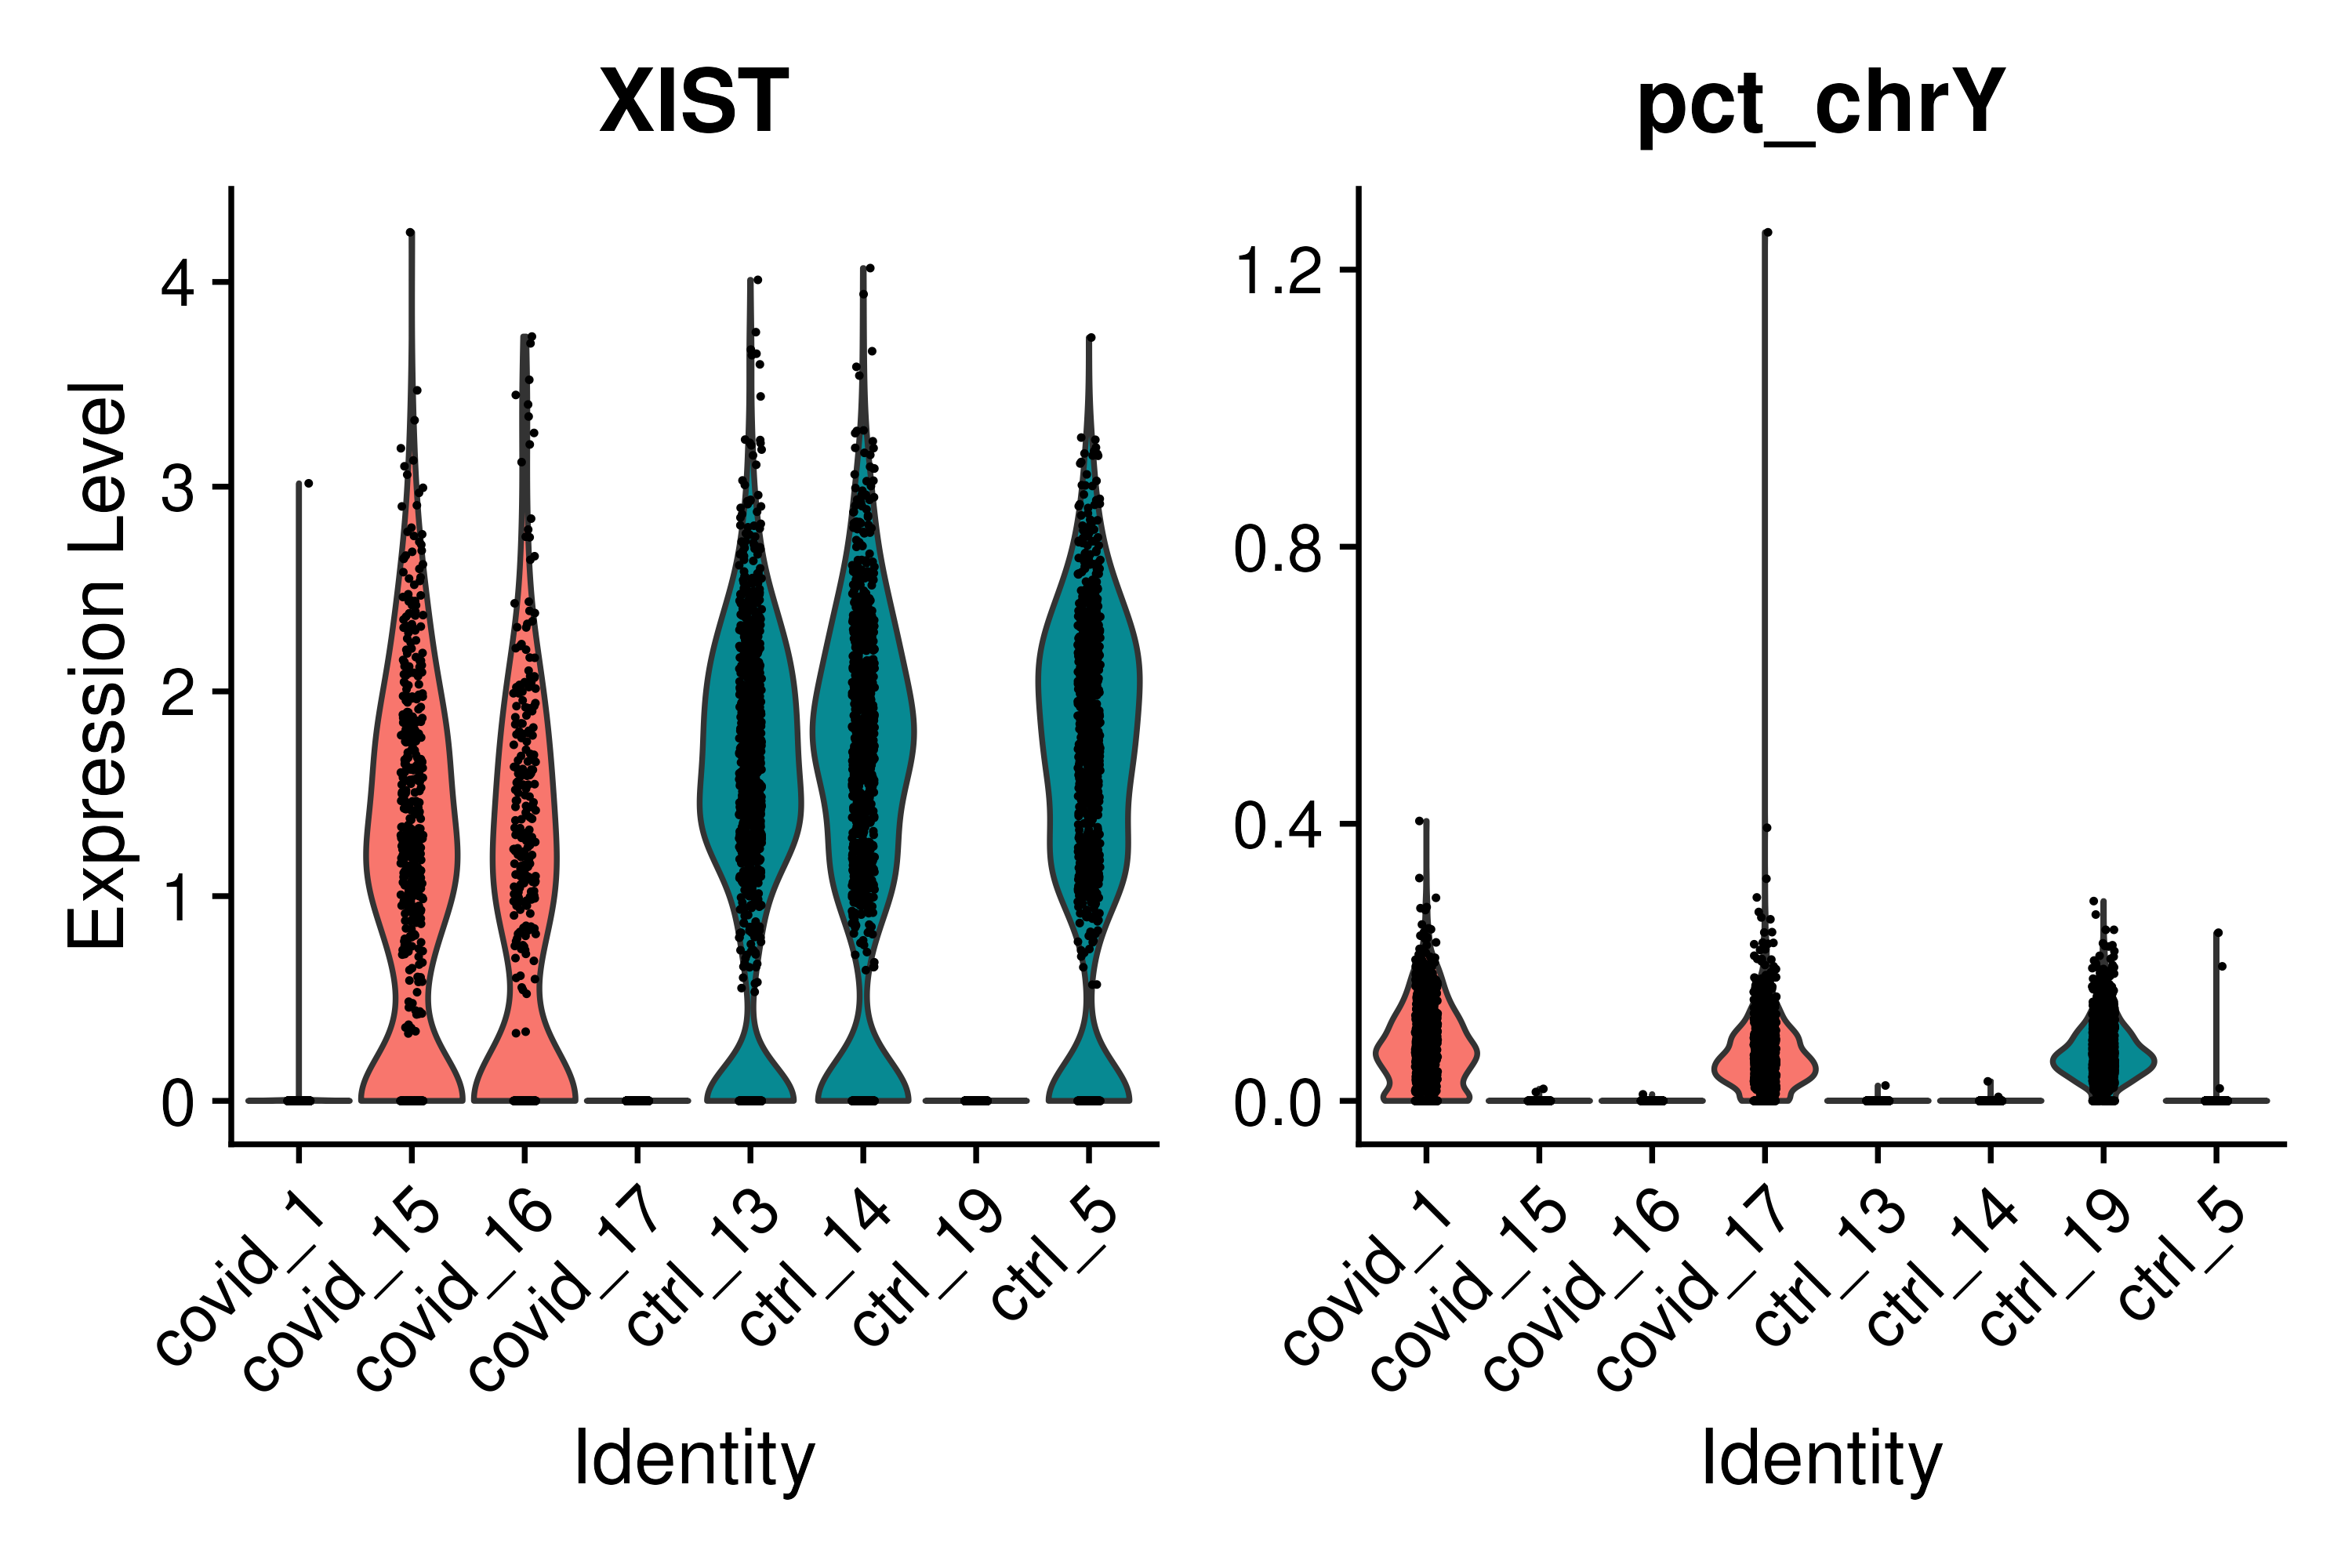 XIST
Expression Level
4
3
2
1
0
covid_1
covid_15
covid_16
covid_17
ctrl_13
ctrl_14
ctrl_19
ctrl_5
Identity
pct_chrY
1.2
0.8
0.4
0.0
covid_1
covid_15
covid_16
covid_17
ctrl_13
ctrl_14
ctrl_19
ctrl_5
Identity